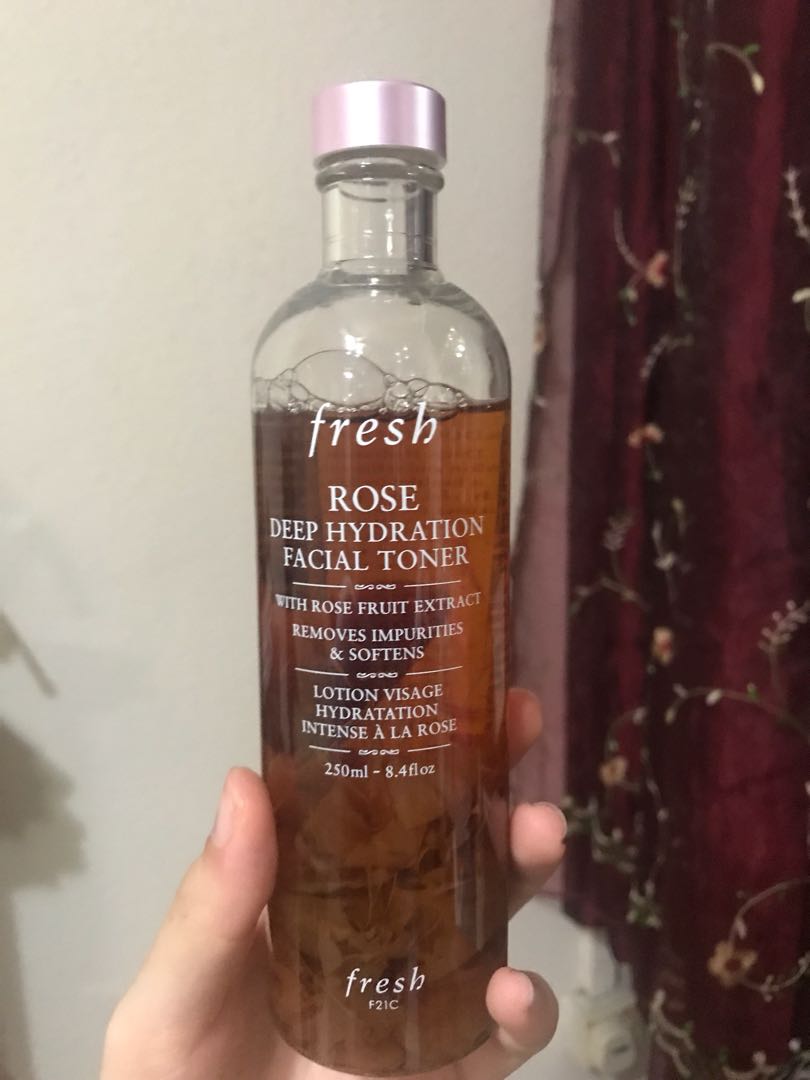 fresh
ROSE
DEEP HYDRATION
FACIAL TONER
WITH ROSE FRUIT EXTRACT
REMOVES IMPURITIES
& SOFTENS
LOTION VISAGE
HYDRATATION
INTENSE À LA ROSE
250ml - 8.4fl oz
fresh
F21C